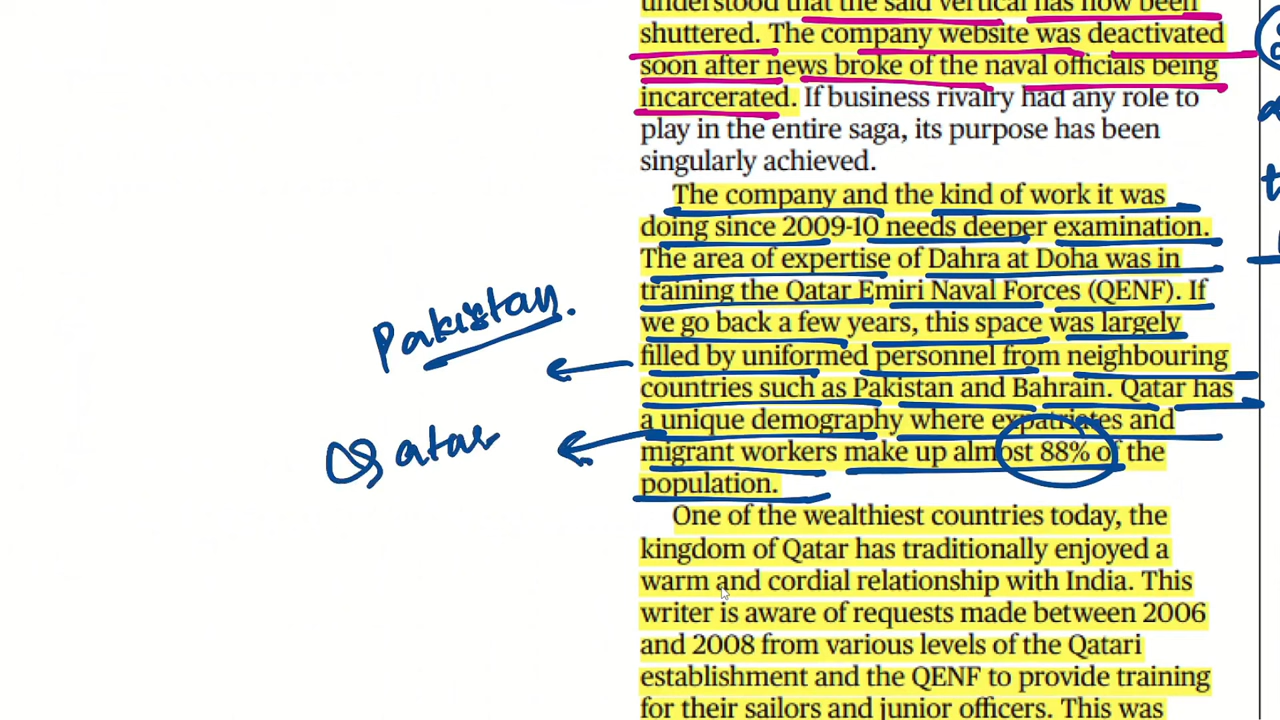 understood that the said vertical has now been
shuttered. The company website was deactivated
soon after news broke of the naval officials being
incarcerated. If business rivalry had any role to
play in the entire saga, its purpose has been
singularly achieved.
The company and the kind of work it was
doing since 2009-10 needs deeper examination.
The area of expertise of Dahra at Doha was in
training the Qatar Emiri Naval Forces (QENF). If
we go back a few years, this space was largely
filled by uniformed personnel from neighbouring
countries such as Pakistan and Bahrain. Qatar has
a unique demography where expatriates and
migrant workers make up almost 88% of the
population.
One of the wealthiest countries today, the
kingdom of Qatar has traditionally enjoyed a
warm and cordial relationship with India. This
writer is aware of requests made between 2006
and 2008 from various levels of the Qatari
establishment and the QENF to provide training
for their sailors and junior officers. This was
Pakistan.
Qatar